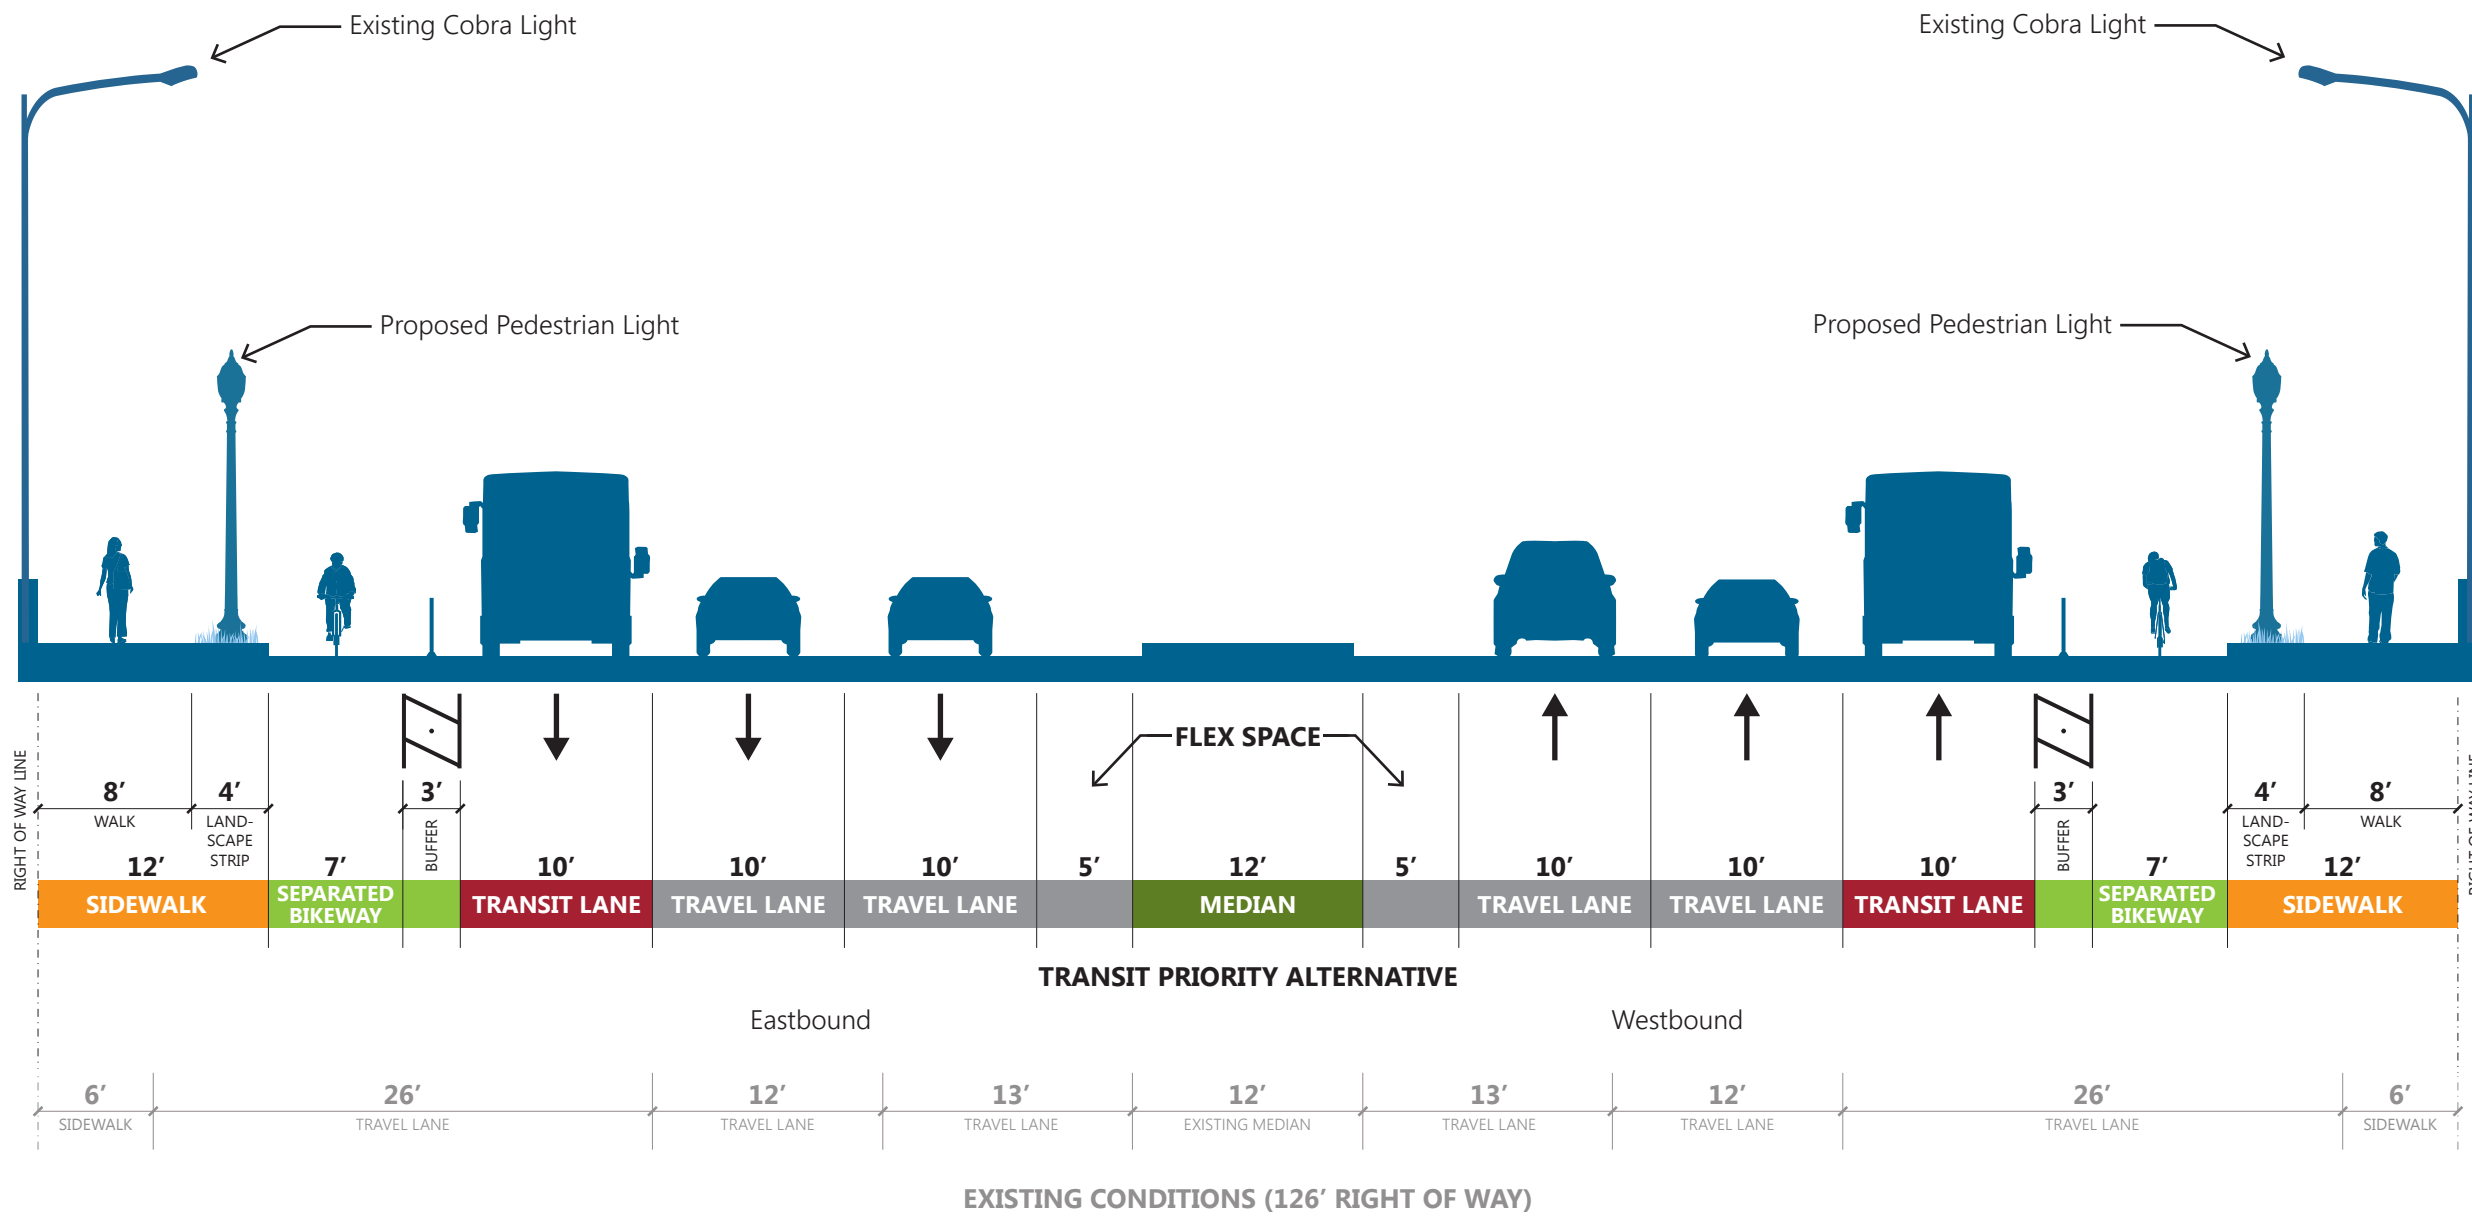 Existing Cobra Light
Existing Cobra Light
Proposed Pedestrian Light
Proposed Pedestrian Light
FLEX SPACE
RIGHT OF WAY LINE
8’
WALK
4’
LAND-
SCAPE
STRIP
3’
BUFFER
3’
BUFFER
4’
LAND-
SCAPE
STRIP
8’
WALK
RIGHT OF WAY LINE
12’
7’
10’
10’
10’
5’
12’
5’
10’
10’
10’
7’
12’
SIDEWALK
SEPARATED
BIKEWAY
TRANSIT LANE
TRAVEL LANE
TRAVEL LANE
MEDIAN
TRAVEL LANE
TRAVEL LANE
TRANSIT LANE
SEPARATED
BIKEWAY
SIDEWALK
TRANSIT PRIORITY ALTERNATIVE
Eastbound
Westbound
6’
26’
12’
13’
12’
13’
12’
26’
6’
SIDEWALK
TRAVEL LANE
TRAVEL LANE
TRAVEL LANE
EXISTING MEDIAN
TRAVEL LANE
TRAVEL LANE
TRAVEL LANE
SIDEWALK
EXISTING CONDITIONS (126’ RIGHT OF WAY)